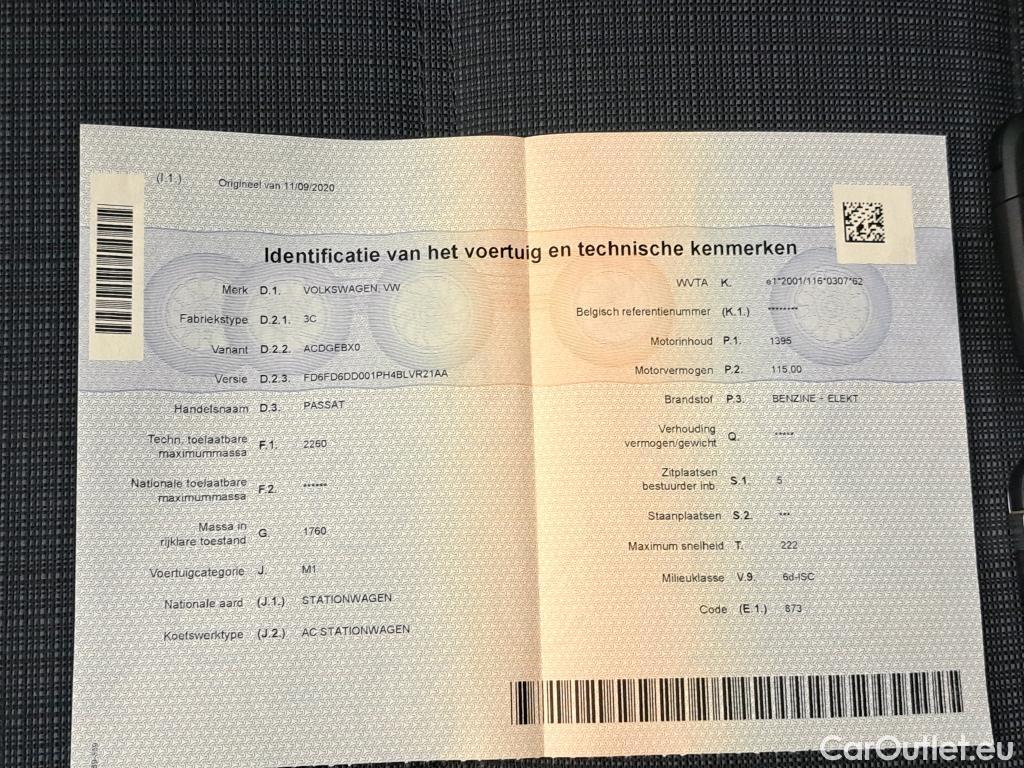 (I.1.)
Origineel van 11/09/2020
Identificatie van het voertuig en technische kenmerken
Merk D.1. VOLKSWAGEN, VW
Fabriekstype D.2.1. 3C
Variant D.2.2. ACDGEBX0
Versie D.2.3. FD6FD6DD001PH4BLVR21AA
Handelsnaam D.3. PASSAT
Techn. toelaatbare
maximummassa F.1. 2260
Nationale toelaatbare
maximummassa F.2. ******
Massa in
rijklare toestand G. 1760
Voertuigcategorie J. M1
Nationale aard (J.1.) STATIONWAGEN
Koetswerktype (J.2.) AC STATIONWAGEN
WVTA K. e1*2001/116*0307*62
Belgisch referentienummer (K.1.) ********
Motorinhoud P.1. 1395
Motorvermogen P.2. 115.00
Brandstof P.3. BENZINE - ELEKT
Verhouding
vermogen/gewicht Q. *****
Zitplaatsen
bestuurder inb. S.1. 5
Staanplaatsen S.2. ***
Maximum snelheid T. 222
Milieuklasse V.9. 6d-ISC
Code (E.1.) 873
CarOutlet.eu